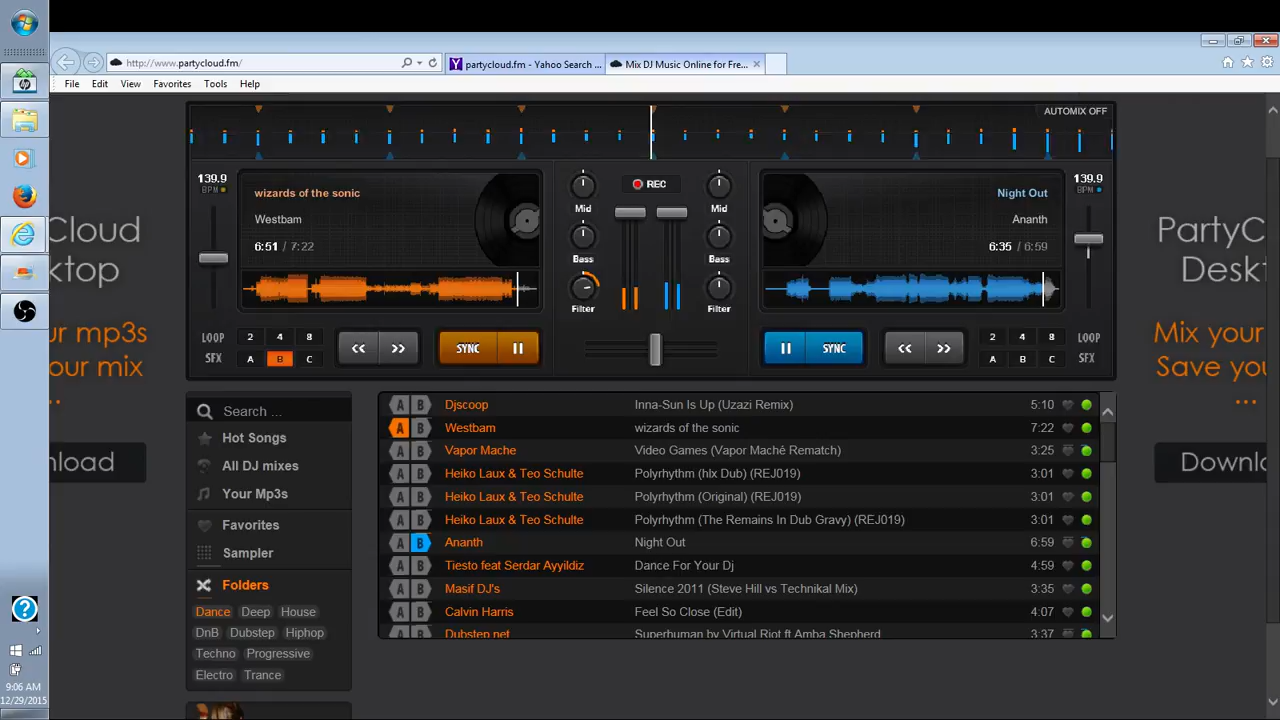 http://www.partycloud.fm/
partycloud.fm - Yahoo Search ...
Mix DJ Music Online for Fre...
File Edit View Favorites Tools Help
AUTOMIX OFF
139.9
BPM
wizards of the sonic
Westbam
6:51 / 7:22
Mid
Bass
Filter
REC
Mid
Bass
Filter
Night Out
Ananth
6:35 / 6:59
139.9
BPM
LOOP 2 4 8
SFX A B C
SYNC
SYNC
2 4 8 LOOP
A B C SFX
Cloud
ktop
ur mp3s
our mix
..
nload
PartyC
Deskt
Mix your
Save you
...
Downlo
Search ...
Hot Songs
All DJ mixes
Your Mp3s
Favorites
Sampler
Folders
Dance Deep House
DnB Dubstep Hiphop
Techno Progressive
Electro Trance
A B Djscoop Inna-Sun Is Up (Uzazi Remix) 5:10
A B Westbam wizards of the sonic 7:22
A B Vapor Mache Video Games (Vapor Maché Rematch) 3:25
A B Heiko Laux & Teo Schulte Polyrhythm (hlx Dub) (REJ019) 3:01
A B Heiko Laux & Teo Schulte Polyrhythm (Original) (REJ019) 3:01
A B Heiko Laux & Teo Schulte Polyrhythm (The Remains In Dub Gravy) (REJ019) 3:01
A B Ananth Night Out 6:59
A B Tiesto feat Serdar Ayyildiz Dance For Your Dj 4:59
A B Masif DJ's Silence 2011 (Steve Hill vs Technikal Mix) 3:35
A B Calvin Harris Feel So Close (Edit) 4:07
A B Dubstep net Superhuman by Virtual Riot ft Amba Shepherd 3:37
9:06 AM
12/29/2015